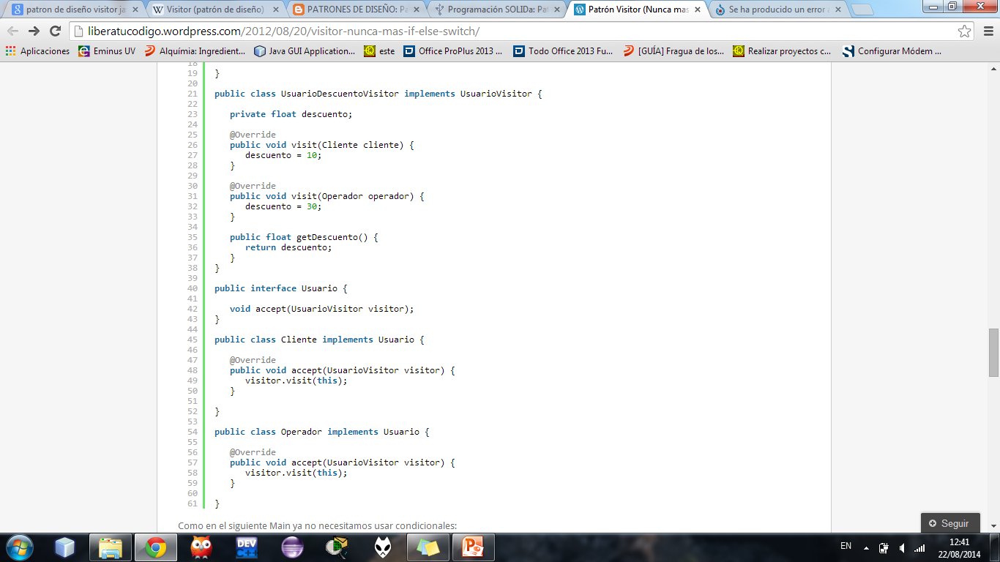 patron de diseño visitor ja
Visitor (patrón de diseño)
PATRONES DE DISEÑO: Pa
Programación SOLIDa: Pat
Patrón Visitor (Nunca mas
Se ha producido un error a
liberatucodigo.wordpress.com/2012/08/20/visitor-nunca-mas-if-else-switch/
Aplicaciones
Eminus UV
Alquímia: Ingredient...
Java GUI Application...
este
Office ProPlus 2013 ...
Todo Office 2013 Fu...
[GUÍA] Fragua de los...
Realizar proyectos c...
Configurar Módem ...
18
19 }
20
21 public class UsuarioDescuentoVisitor implements UsuarioVisitor {
22
23 private float descuento;
24
25 @Override
26 public void visit(Cliente cliente) {
27 descuento = 10;
28 }
29
30 @Override
31 public void visit(Operador operador) {
32 descuento = 30;
33 }
34
35 public float getDescuento() {
36 return descuento;
37 }
38 }
39
40 public interface Usuario {
41
42 void accept(UsuarioVisitor visitor);
43 }
44
45 public class Cliente implements Usuario {
46
47 @Override
48 public void accept(UsuarioVisitor visitor) {
49 visitor.visit(this);
50 }
51
52 }
53
54 public class Operador implements Usuario {
55
56 @Override
57 public void accept(UsuarioVisitor visitor) {
58 visitor.visit(this);
59 }
60
61 }
Como en el siguiente Main ya no necesitamos usar condicionales:
Seguir
DEV
C++
EN
12:41
22/08/2014